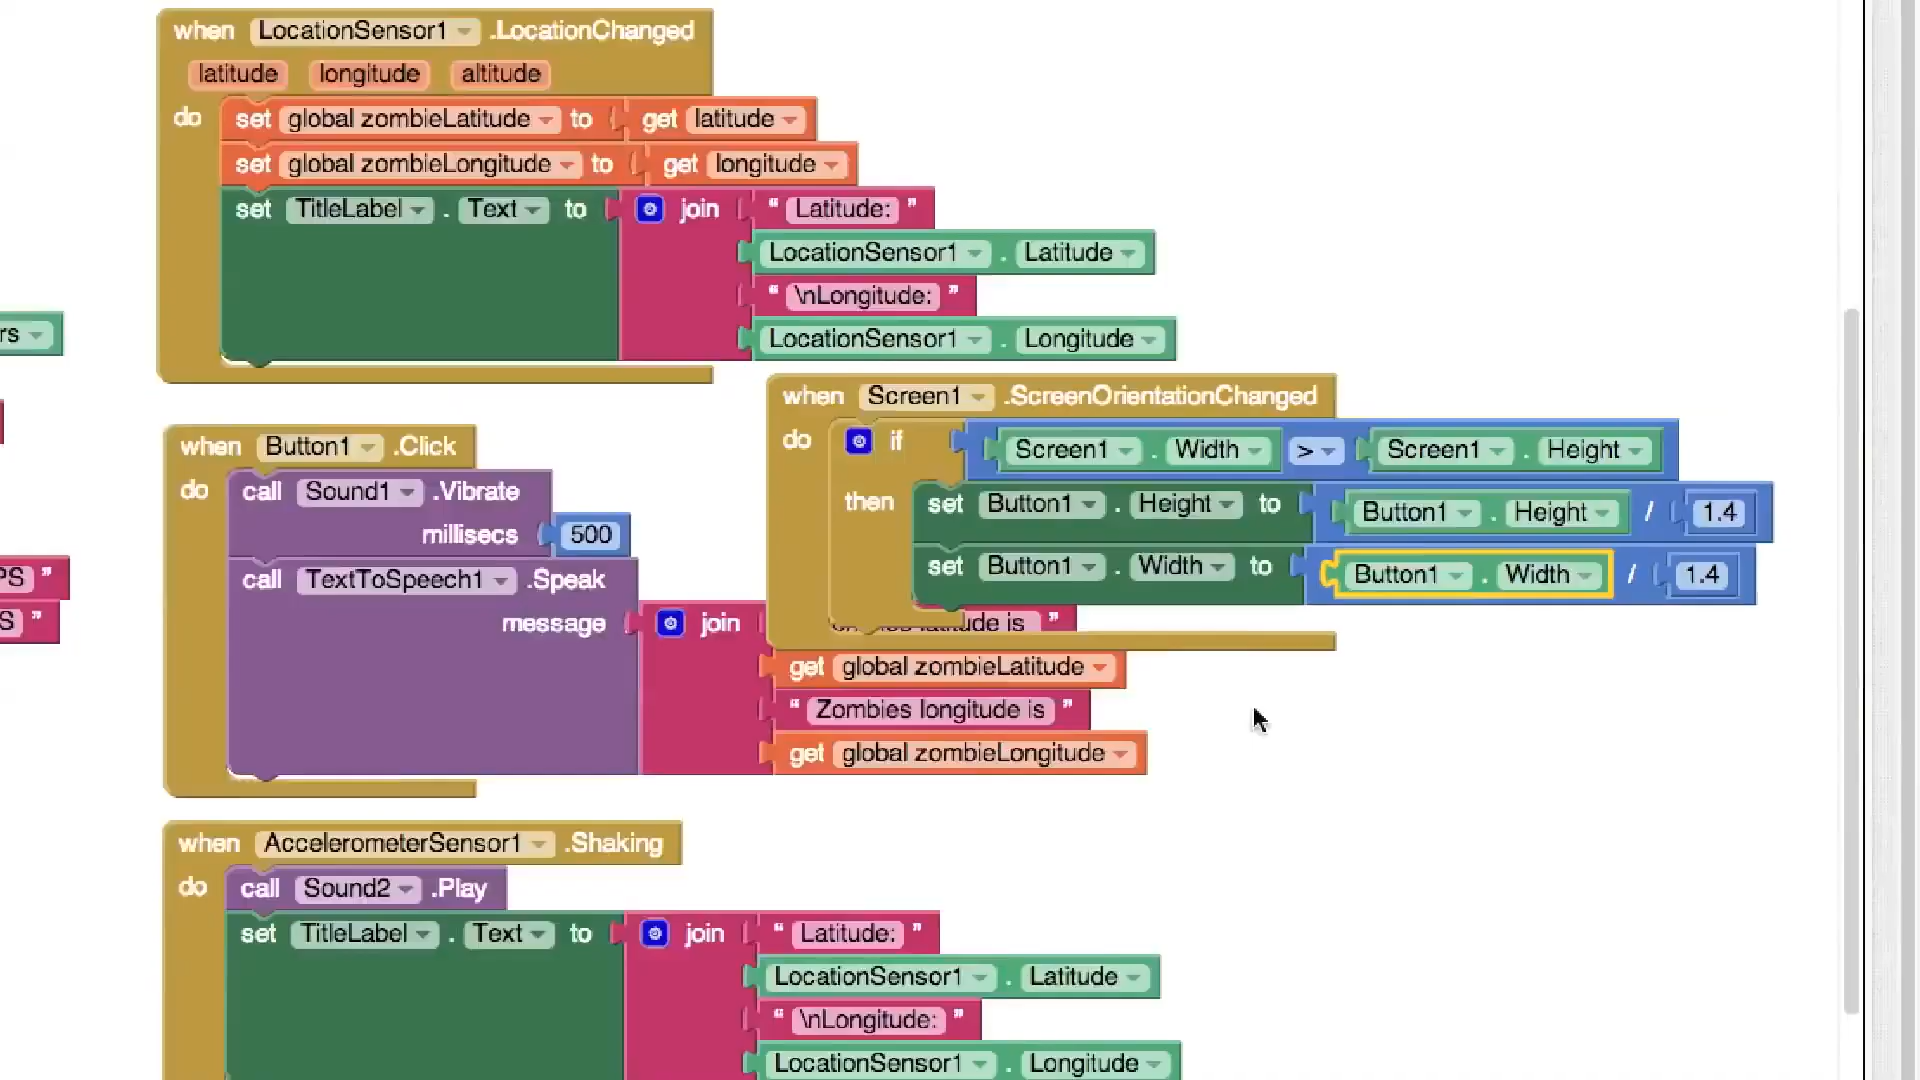 when LocationSensor1 .LocationChanged
latitude longitude altitude
do set global zombieLatitude to get latitude
set global zombieLongitude to get longitude
set TitleLabel . Text to join " Latitude: "
LocationSensor1 . Latitude
" \nLongitude: "
LocationSensor1 . Longitude
rs
when Button1 .Click
do call Sound1 .Vibrate
millisecs 500
call TextToSpeech1 .Speak
message join latitude is "
get global zombieLatitude
" Zombies longitude is "
get global zombieLongitude
PS "
S "
when Screen1 .ScreenOrientationChanged
do if Screen1 . Width > Screen1 . Height
then set Button1 . Height to Button1 . Height / 1.4
set Button1 . Width to Button1 . Width / 1.4
when AccelerometerSensor1 .Shaking
do call Sound2 .Play
set TitleLabel . Text to join " Latitude: "
LocationSensor1 . Latitude
" \nLongitude: "
LocationSensor1 . Longitude